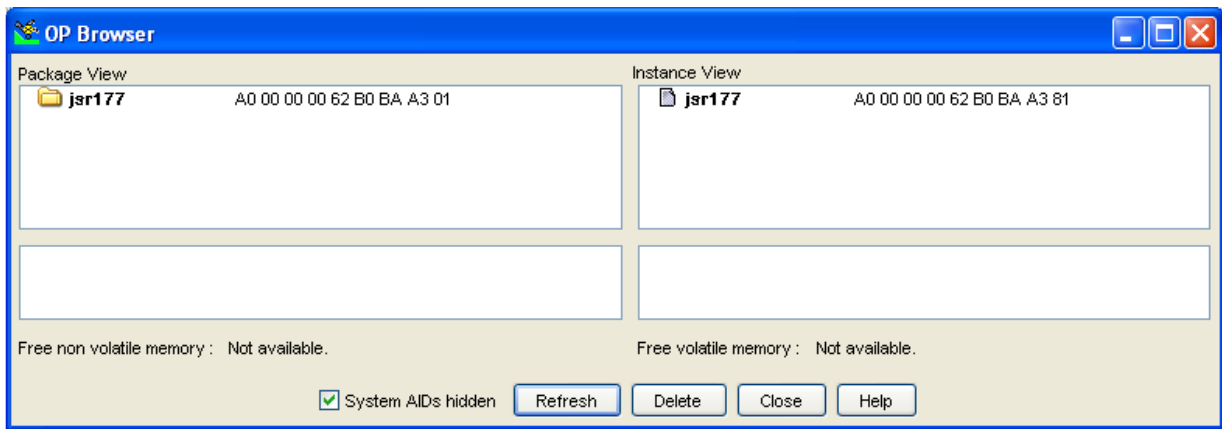 OP Browser
Package View
jsr177 A0 00 00 00 62 B0 BA A3 01
Instance View
jsr177 A0 00 00 00 62 B0 BA A3 81
Free non volatile memory : Not available.
Free volatile memory : Not available.
System AIDs hidden
Refresh
Delete
Close
Help